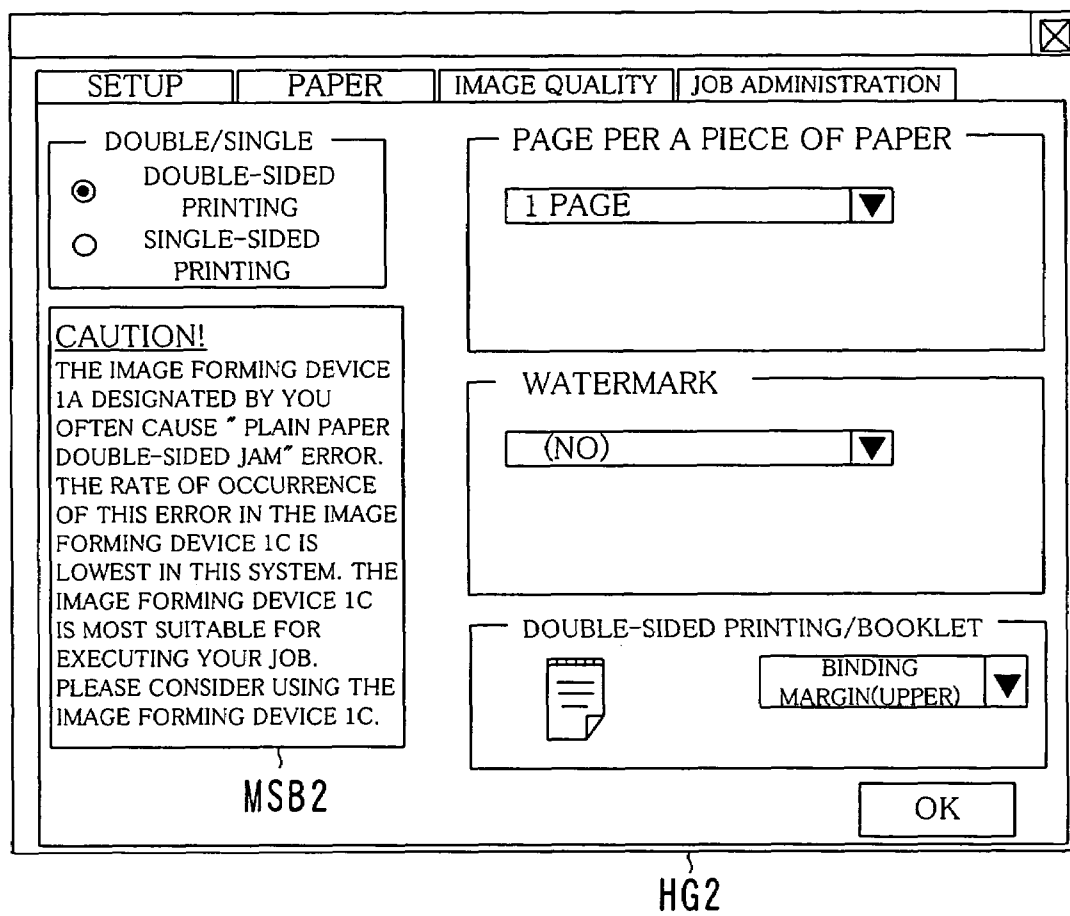 SETUP
PAPER
IMAGE QUALITY
JOB ADMINISTRATION
DOUBLE/SINGLE
DOUBLE-SIDED
PRINTING
SINGLE-SIDED
PRINTING
CAUTION!
THE IMAGE FORMING DEVICE
1A DESIGNATED BY YOU
OFTEN CAUSE " PLAIN PAPER
DOUBLE-SIDED JAM" ERROR.
THE RATE OF OCCURRENCE
OF THIS ERROR IN THE IMAGE
FORMING DEVICE 1C IS
LOWEST IN THIS SYSTEM. THE
IMAGE FORMING DEVICE 1C
IS MOST SUITABLE FOR
EXECUTING YOUR JOB.
PLEASE CONSIDER USING THE
IMAGE FORMING DEVICE 1C.
MSB2
PAGE PER A PIECE OF PAPER
1 PAGE
WATERMARK
(NO)
DOUBLE-SIDED PRINTING/BOOKLET
BINDING
MARGIN(UPPER)
OK
HG2